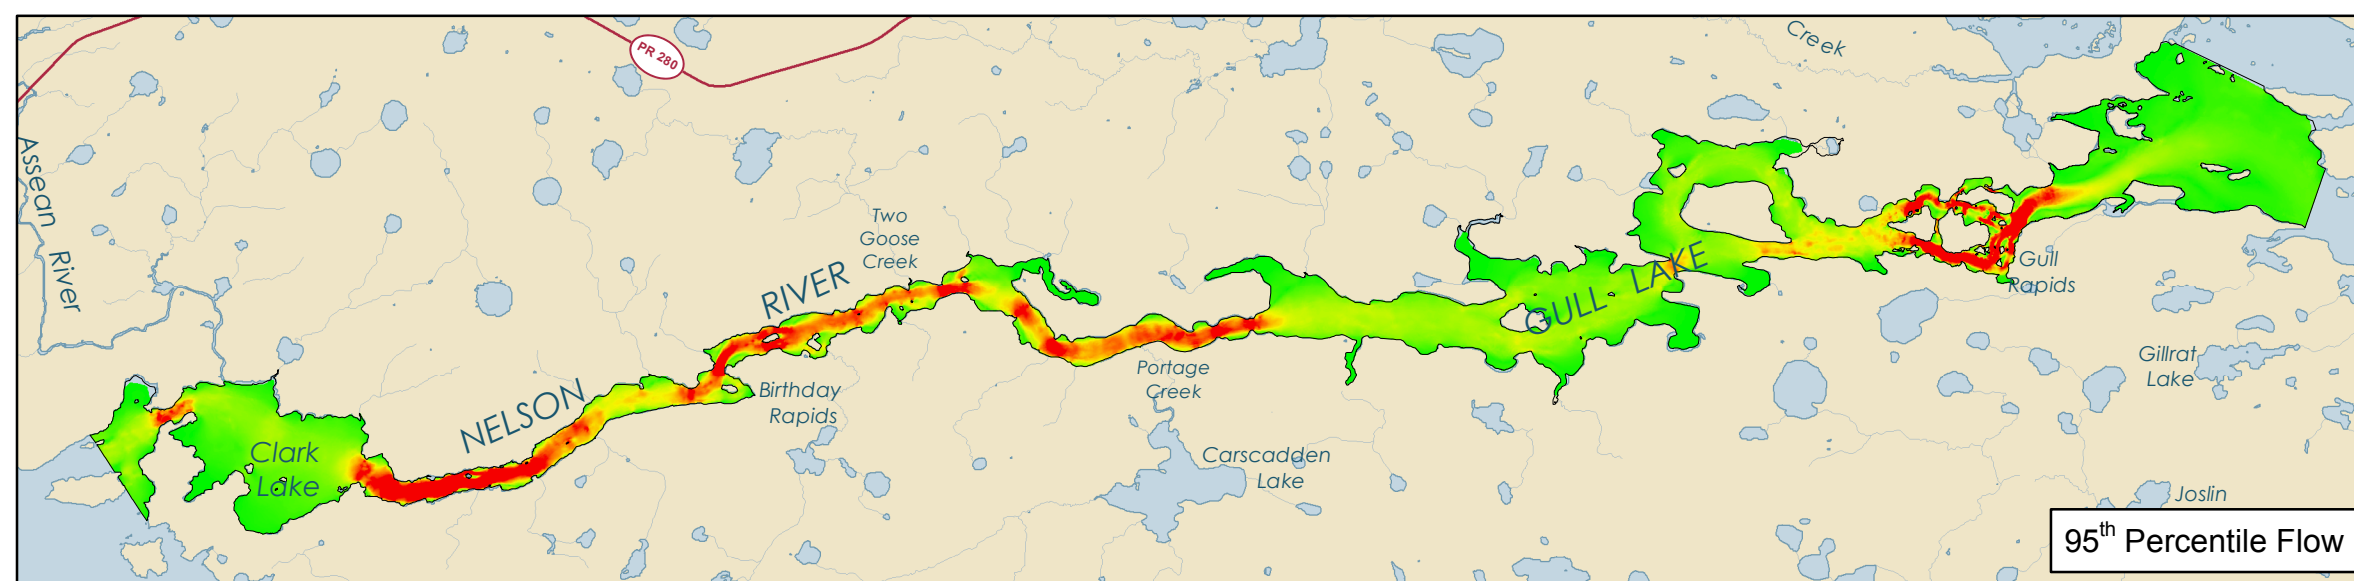 PR 280
Creek
Assean River
Two
Goose
Creek
NELSON RIVER
GULL LAKE
Gull
Rapids
Birthday
Rapids
Portage
Creek
Gillrat
Lake
Clark
Lake
Carscadden
Lake
Joslin
95th Percentile Flow